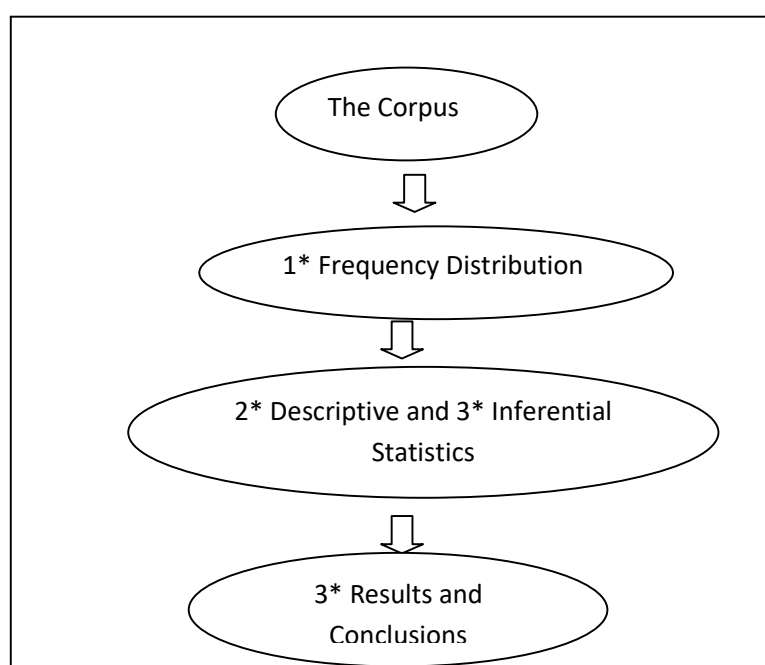 The Corpus
1* Frequency Distribution
2* Descriptive and 3* Inferential
Statistics
3* Results and
Conclusions